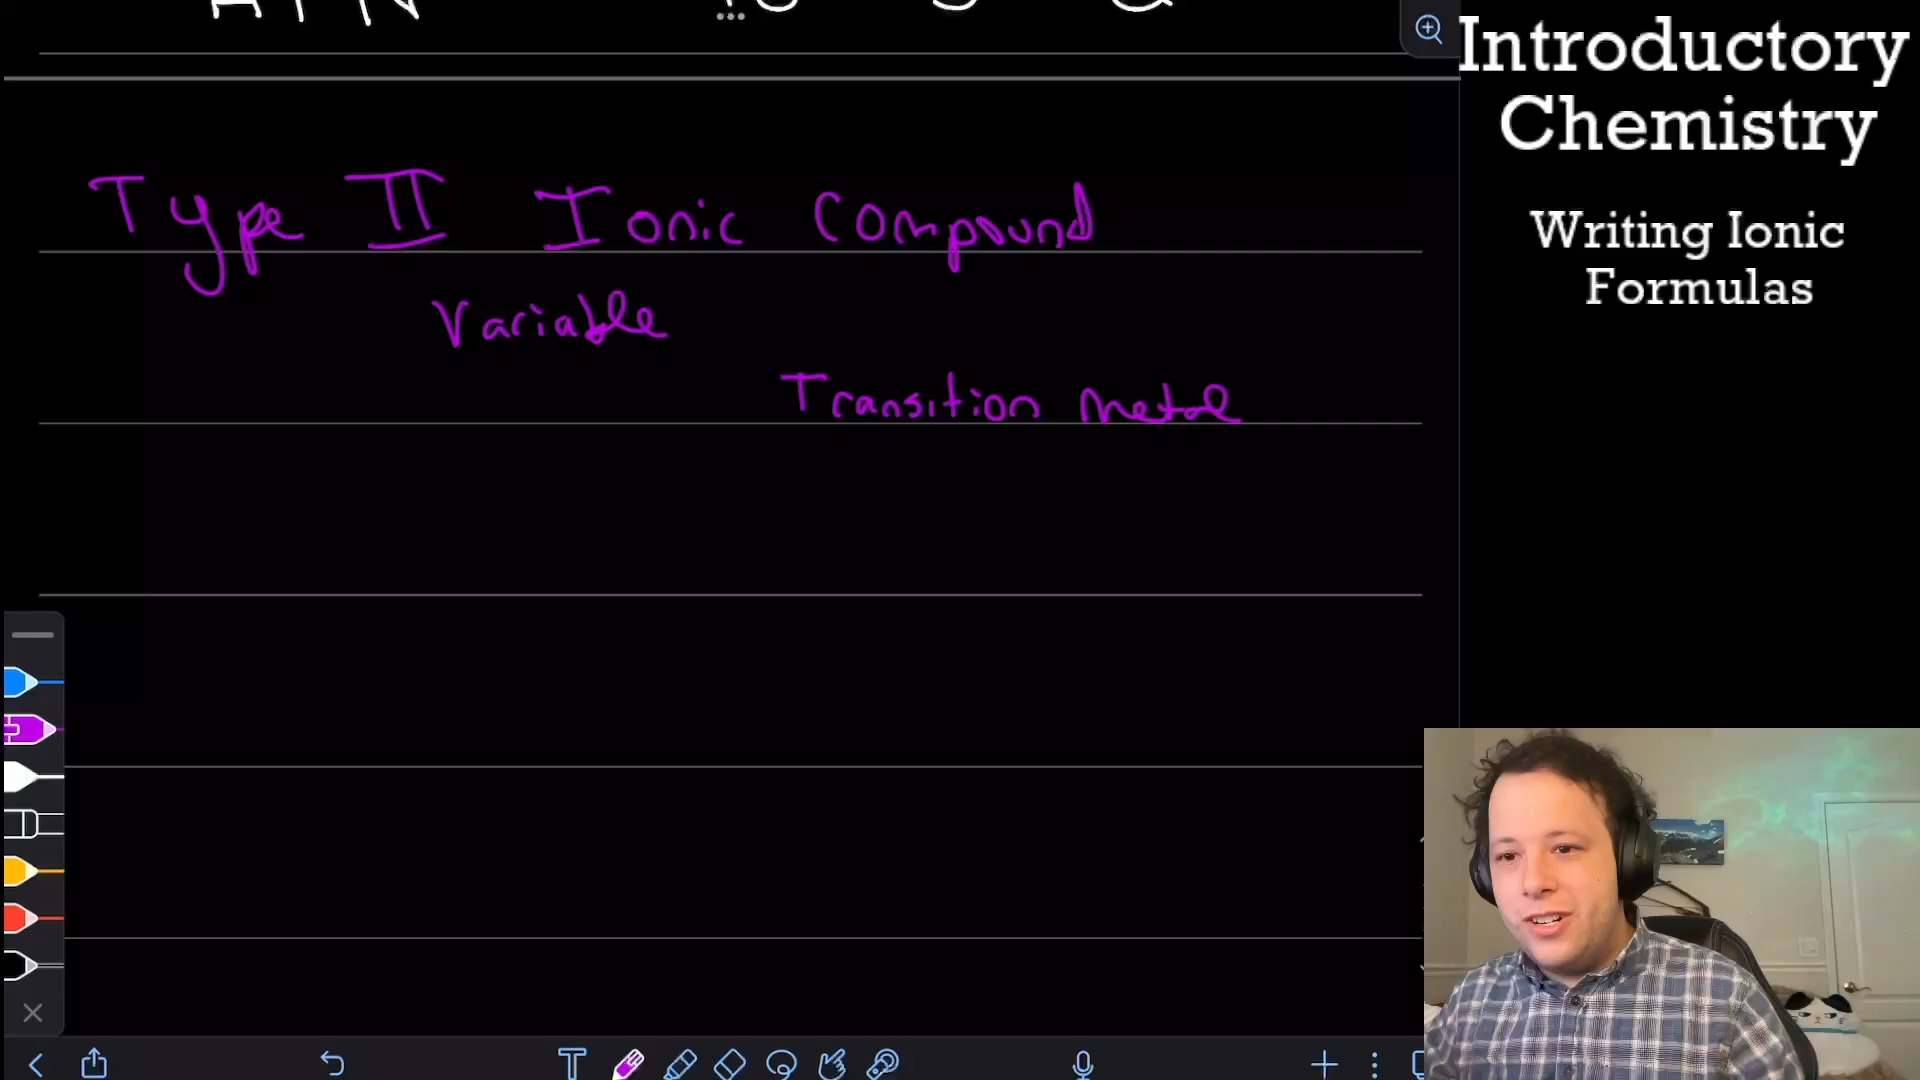 Type II Ionic Compound
Variable
Transition Metal
Introductory
Chemistry
Writing Ionic
Formulas